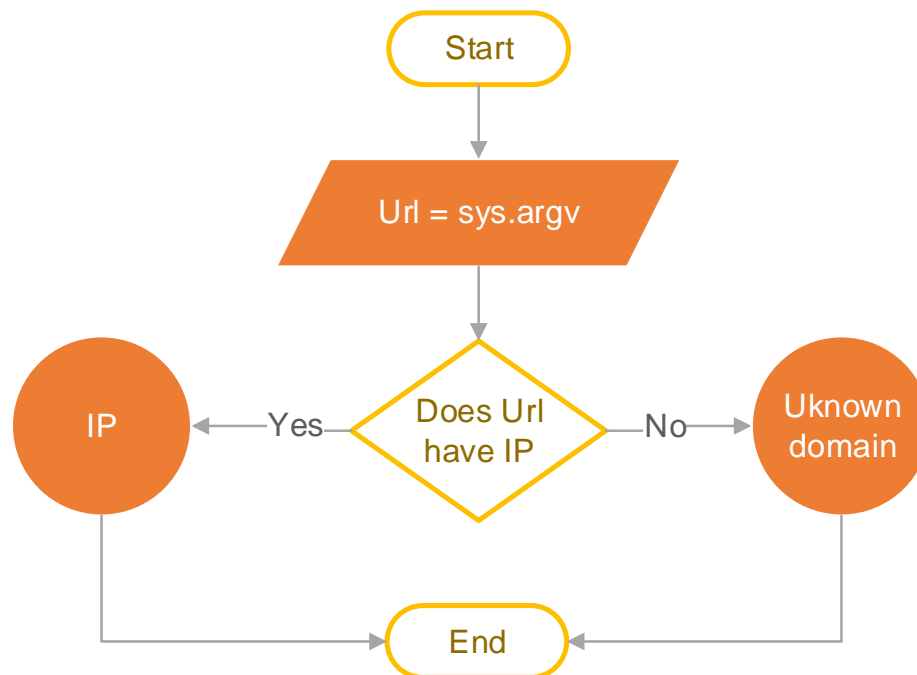 Start
Url = sys.argv
Does Url
have IP
Yes
No
IP
Uknown
domain
End